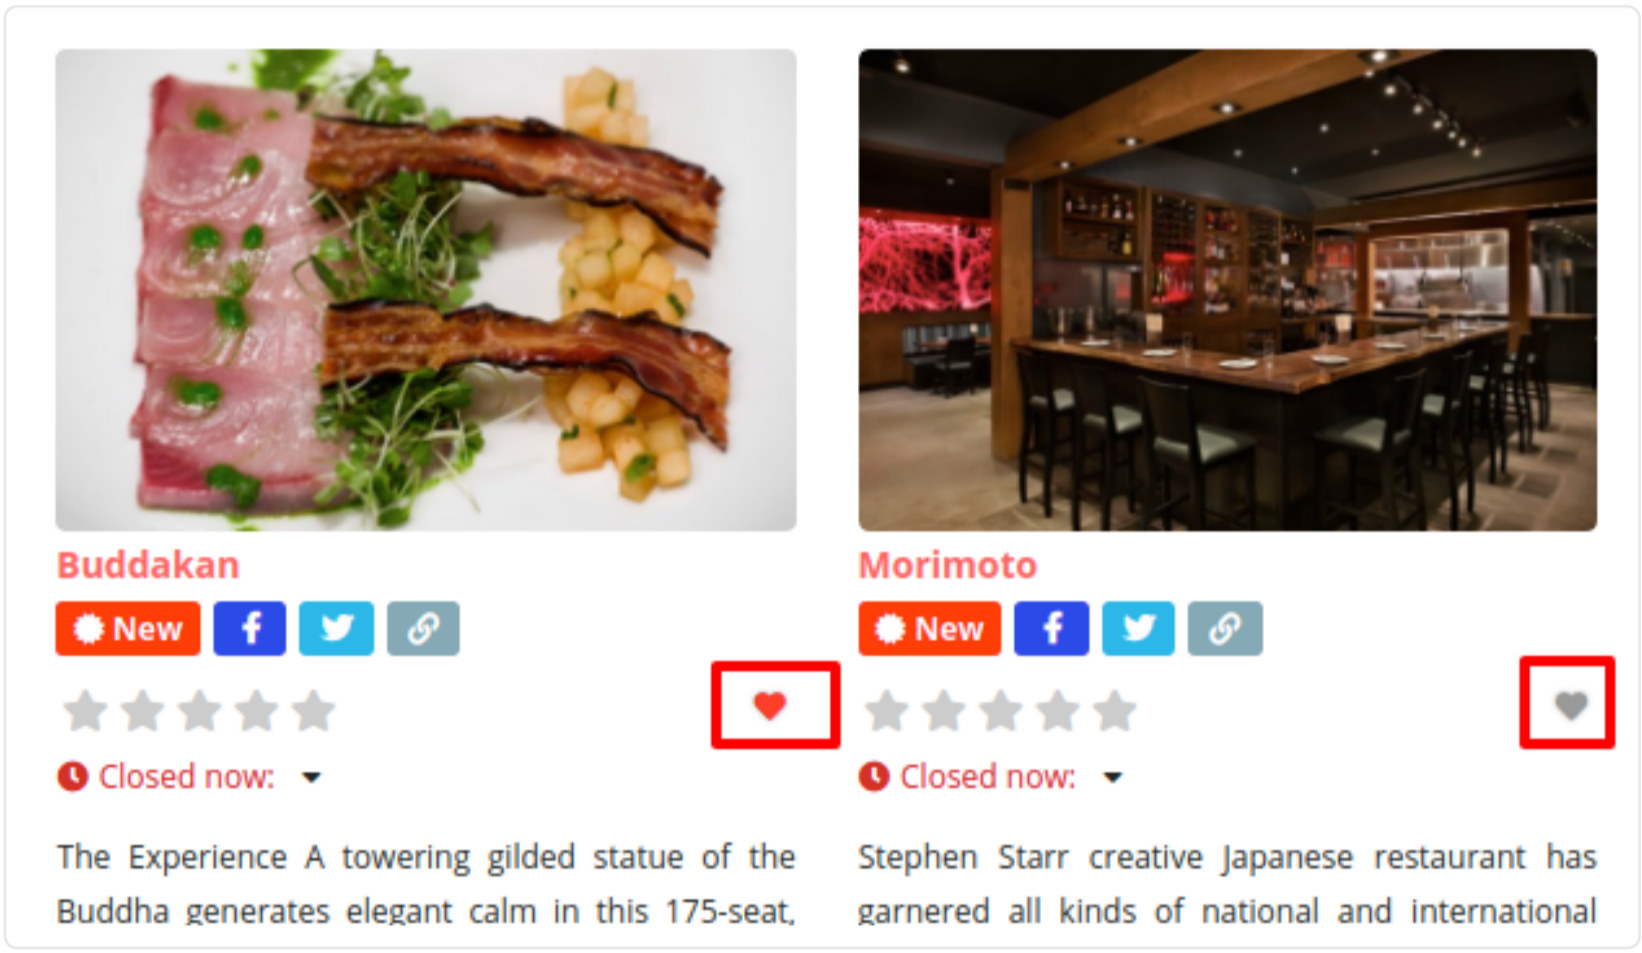 Buddakan
New
Closed now:
The Experience A towering gilded statue of the
Buddha generates elegant calm in this 175-seat,
Morimoto
New
Closed now:
Stephen Starr creative Japanese restaurant has
garnered all kinds of national and international